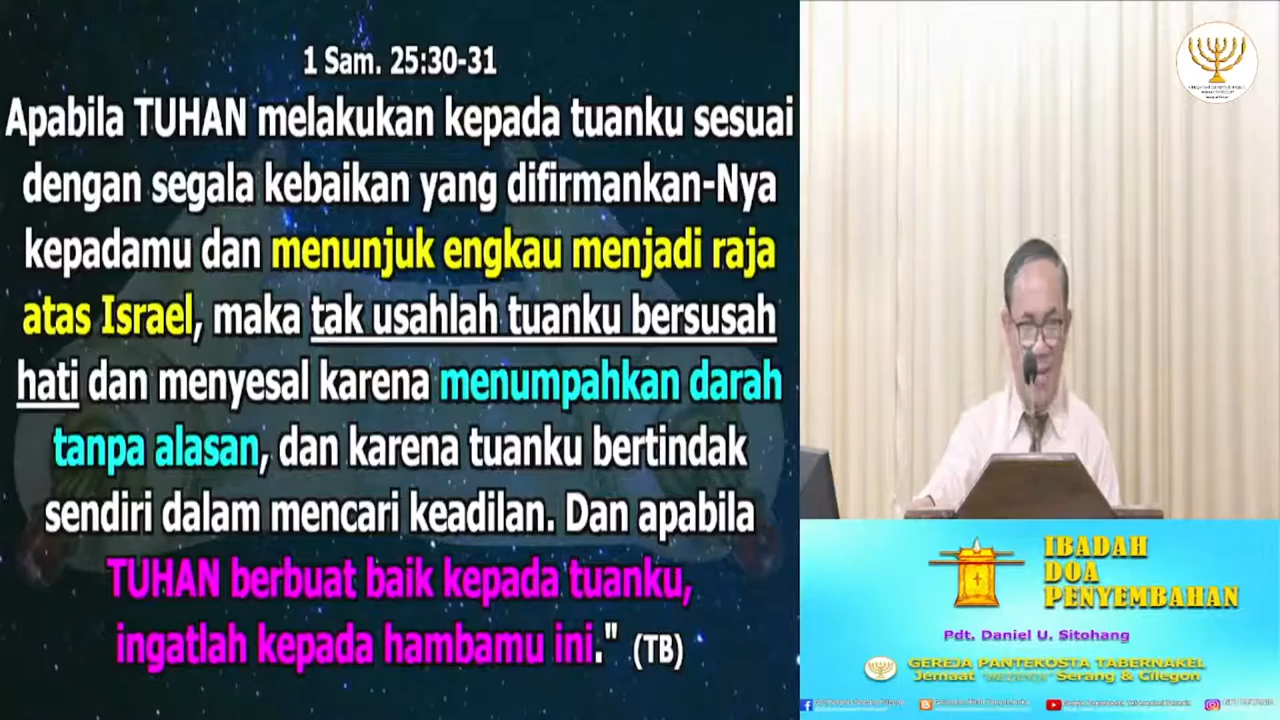 1 Sam. 25:30-31
Apabila TUHAN melakukan kepada tuanku sesuai
dengan segala kebaikan yang difirmankan-Nya
kepadamu dan menunjuk engkau menjadi raja
atas Israel, maka tak usahlah tuanku bersusah
hati dan menyesal karena menumpahkan darah
tanpa alasan, dan karena tuanku bertindak
sendiri dalam mencari keadilan. Dan apabila
TUHAN berbuat baik kepada tuanku,
ingatlah kepada hambamu ini." (TB)
IBADAH
DOA
PENYEMBAHAN
Pdt. Daniel U. Sitohang
GEREJA PANTEKOSTA TABERNAKEL
Jemaat Serang & Cilegon